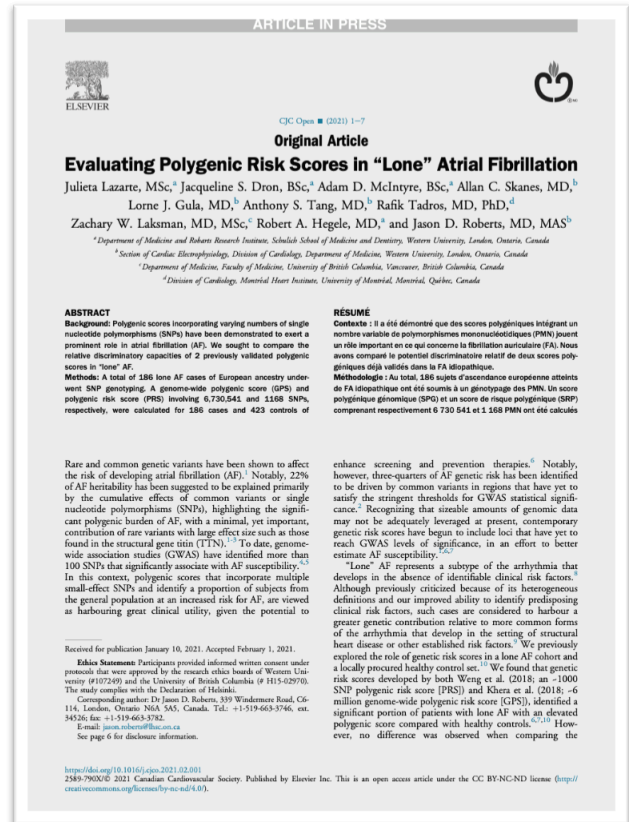 ARTICLE IN PRESS
ELSEVIER
CJC Open ■ (2021) 1–7
Original Article
Evaluating Polygenic Risk Scores in “Lone” Atrial Fibrillation
Julieta Lazarte, MSc,a Jacqueline S. Dron, BSc,a Adam D. McIntyre, BSc,a Allan C. Skanes, MD,b
Lorne J. Gula, MD,b Anthony S. Tang, MD,b Rafik Tadros, MD, PhD,d
Zachary W. Laksman, MD, MSc,c Robert A. Hegele, MD,a and Jason D. Roberts, MD, MASb
a Department of Medicine and Robarts Research Institute, Schulich School of Medicine and Dentistry, Western University, London, Ontario, Canada
b Section of Cardiac Electrophysiology, Division of Cardiology, Department of Medicine, Western University, London, Ontario, Canada
c Department of Medicine, Faculty of Medicine, University of British Columbia, Vancouver, British Columbia, Canada
d Division of Cardiology, Montréal Heart Institute, University of Montréal, Montréal, Québec, Canada
ABSTRACT
Background: Polygenic scores incorporating varying numbers of single
nucleotide polymorphisms (SNPs) have been demonstrated to exert a
prominent role in atrial fibrillation (AF). We sought to compare the
relative discriminatory capacities of 2 previously validated polygenic
scores in “lone” AF.
Methods: A total of 186 lone AF cases of European ancestry under-
went SNP genotyping. A genome-wide polygenic score (GPS) and
polygenic risk score (PRS) involving 6,730,541 and 1168 SNPs,
respectively, were calculated for 186 cases and 423 controls of
RÉSUMÉ
Contexte : Il a été démontré que des scores polygéniques intégrant un
nombre variable de polymorphismes mononucléotidiques (PMN) jouent
un rôle important en ce qui concerne la fibrillation auriculaire (FA). Nous
avons comparé le potentiel discriminatoire relatif de deux scores poly-
géniques déjà validés dans la FA idiopathique.
Méthodologie : Au total, 186 sujets d’ascendance européenne atteints
de FA idiopathique ont été soumis à un génotypage des PMN. Un score
polygénique génomique (SPG) et un score de risque polygénique (SRP)
comprenant respectivement 6 730 541 et 1 168 PMN ont été calculés
Rare and common genetic variants have been shown to affect
the risk of developing atrial fibrillation (AF).1 Notably, 22%
of AF heritability has been suggested to be explained primarily
by the cumulative effects of common variants or single
nucleotide polymorphisms (SNPs), highlighting the signifi-
cant polygenic burden of AF, with a minimal, yet important,
contribution of rare variants with large effect size such as those
found in the structural gene titin (TTN).1-3 To date, genome-
wide association studies (GWAS) have identified more than
100 SNPs that significantly associate with AF susceptibility.4,5
In this context, polygenic scores that incorporate multiple
small-effect SNPs and identify a proportion of subjects from
the general population at an increased risk for AF, are viewed
as harbouring great clinical utility, given the potential to
Received for publication January 10, 2021. Accepted February 1, 2021.
Ethics Statement: Participants provided informed written consent under
protocols that were approved by the research ethics boards of Western Uni-
versity (#107249) and the University of British Columbia (# H15-02970).
The study complies with the Declaration of Helsinki.
Corresponding author: Dr Jason D. Roberts, 339 Windermere Road, C6-
114, London, Ontario N6A 5A5, Canada. Tel.: +1-519-663-3746, ext.
34526; fax: +1-519-663-3782.
E-mail: jason.roberts@lhsc.on.ca
See page 6 for disclosure information.
enhance screening and prevention therapies.6 Notably,
however, three-quarters of AF genetic risk has been identified
to be driven by common variants in regions that have yet to
satisfy the stringent thresholds for GWAS statistical signifi-
cance.2 Recognizing that sizeable amounts of genomic data
may not be adequately leveraged at present, contemporary
genetic risk scores have begun to include loci that have yet to
reach GWAS levels of significance, in an effort to better
estimate AF susceptibility.1,6,7
“Lone” AF represents a subtype of the arrhythmia that
develops in the absence of identifiable clinical risk factors.8
Although previously criticized because of its heterogeneous
definitions and our improved ability to identify predisposing
clinical risk factors, such cases are considered to harbour a
greater genetic contribution relative to more common forms
of the arrhythmia that develop in the setting of structural
heart disease or other established risk factors.9 We previously
explored the role of genetic risk scores in a lone AF cohort and
a locally procured healthy control set.10 We found that genetic
risk scores developed by both Weng et al. (2018; an ~1000
SNP polygenic risk score [PRS]) and Khera et al. (2018; ~6
million genome-wide polygenic risk score [GPS]), identified a
significant portion of patients with lone AF with an elevated
polygenic score compared with healthy controls.6,7,10 How-
ever, no difference was observed when comparing the
https://doi.org/10.1016/j.cjco.2021.02.001
2589-790X/© 2021 Canadian Cardiovascular Society. Published by Elsevier Inc. This is an open access article under the CC BY-NC-ND license (http://
creativecommons.org/licenses/by-nc-nd/4.0/).